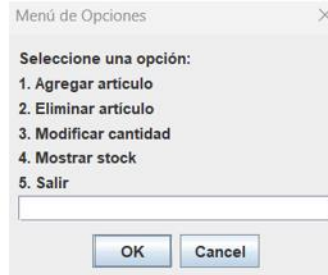 Menú de Opciones
Seleccione una opción:
1. Agregar artículo
2. Eliminar artículo
3. Modificar cantidad
4. Mostrar stock
5. Salir
OK Cancel